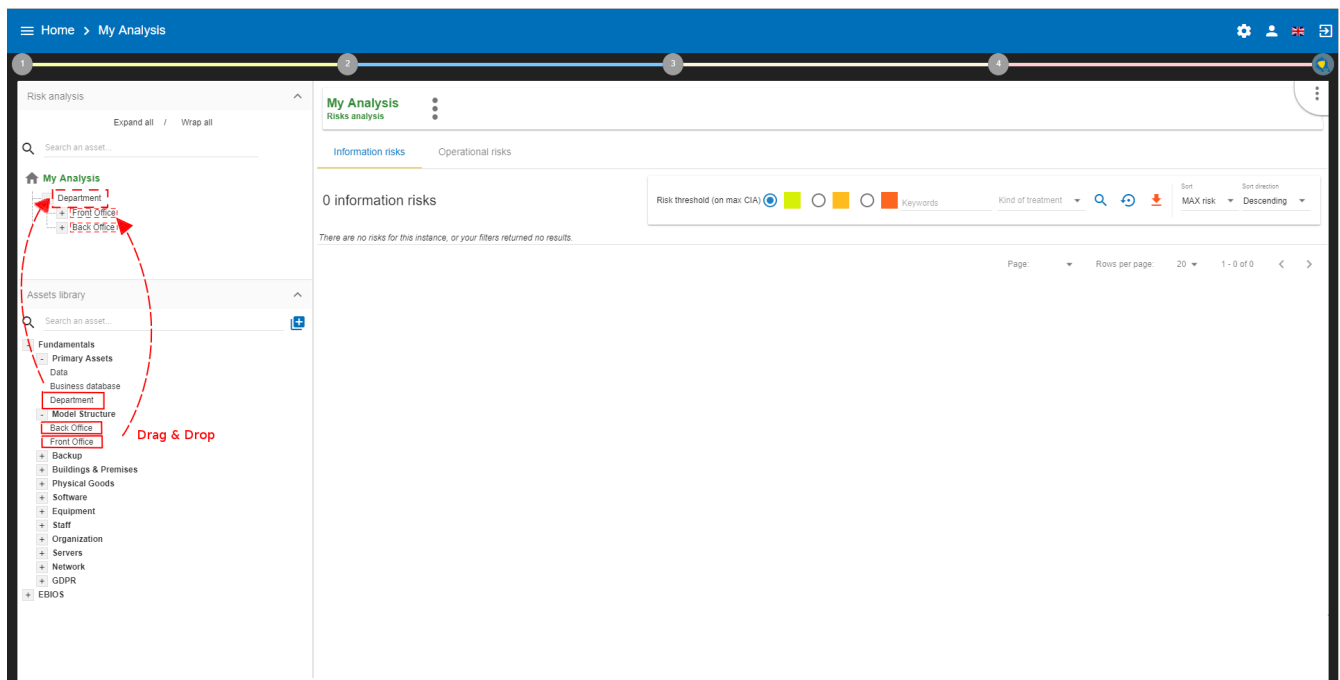 Home > My Analysis
1 2 3 4
Risk analysis
Expand all / Wrap all
Search an asset...
My Analysis
- Department
+ Front Office
+ Back Office
Assets library
Search an asset...
- Fundamentals
- Primary Assets
Data
Business database
Department
- Model Structure
Back Office
Front Office
Drag & Drop
+ Backup
+ Buildings & Premises
+ Physical Goods
+ Software
+ Equipment
+ Staff
+ Organization
+ Servers
+ Network
+ GDPR
+ EBIOS
My Analysis
Risks analysis
Information risks Operational risks
0 information risks
Risk threshold (on max CIA)
Keywords
Kind of treatment
Sort
MAX risk
Sort direction
Descending
There are no risks for this instance, or your filters returned no results.
Page: Rows per page: 20 1 - 0 of 0 < >